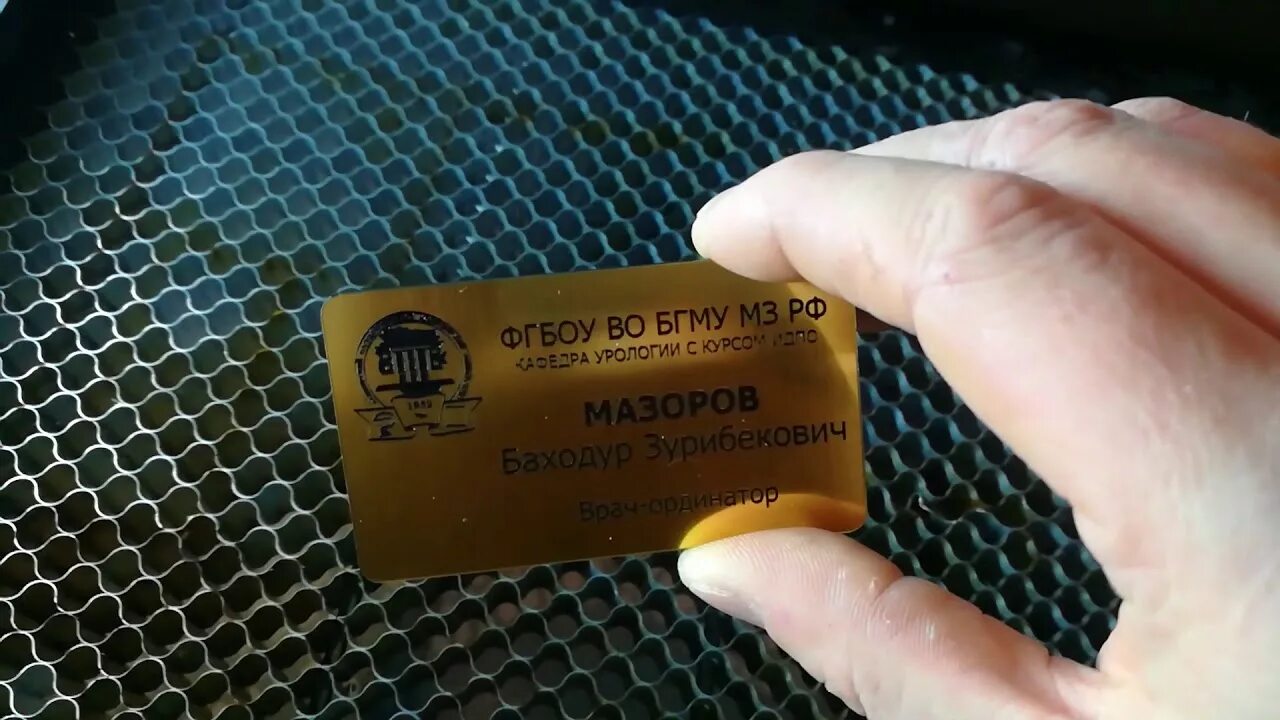 ФГБОУ ВО БГМУ МЗ РФ
КАФЕДРА УРОЛОГИИ С КУРСОМ ИДПО
МАЗОРОВ
Баходур Зурибекович
Врач-ординатор